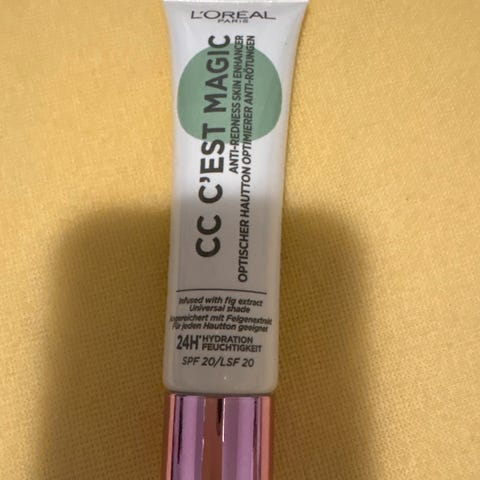 L'ORÉAL
PARIS
CC C'EST MAGIC
ANTI-REDNESS SKIN ENHANCER
OPTISCHER HAUTTON OPTIMIERER ANTI-RÖTUNGEN
Infused with fig extract
Universal shade
Angereichert mit Feigenextrakt
Für jeden Hautton geeignet
24H* HYDRATION
FEUCHTIGKEIT
SPF 20/LSF 20